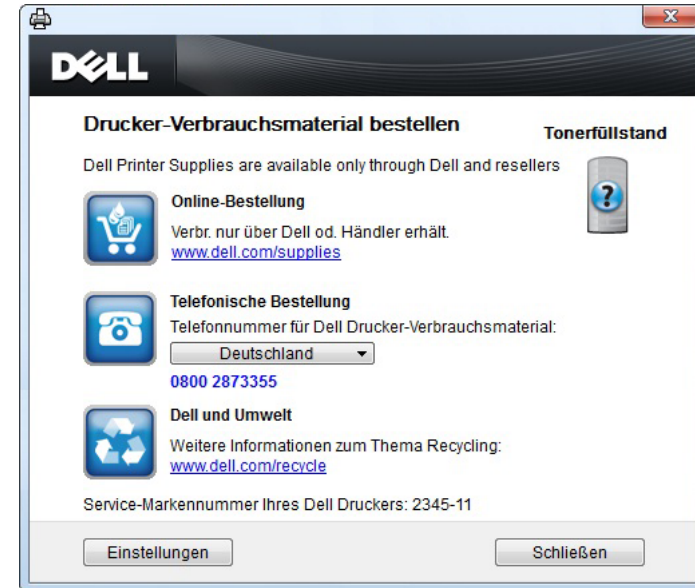 DELL
Drucker-Verbrauchsmaterial bestellen
Tonerfüllstand
Dell Printer Supplies are available only through Dell and resellers
?
Online-Bestellung
Verbr. nur über Dell od. Händler erhält.
www.dell.com/supplies
Telefonische Bestellung
Telefonnummer für Dell Drucker-Verbrauchsmaterial:
Deutschland
0800 2873355
Dell und Umwelt
Weitere Informationen zum Thema Recycling:
www.dell.com/recycle
Service-Markennummer Ihres Dell Druckers: 2345-11
Einstellungen
Schließen